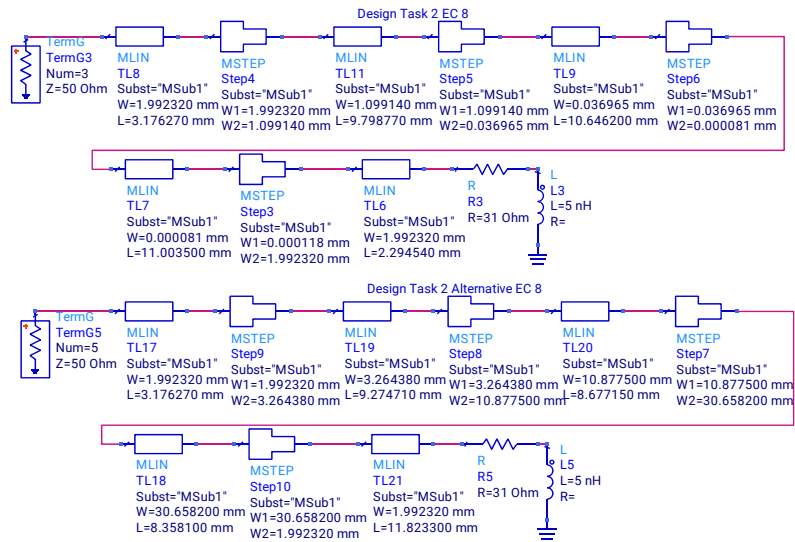 Design Task 2 EC 8
TermG
TermG3
Num=3
Z=50 Ohm
MLIN
TL8
Subst="MSub1"
W=1.992320 mm
L=3.176270 mm
MSTEP
Step4
Subst="MSub1"
W1=1.992320 mm
W2=1.099140 mm
MLIN
TL11
Subst="MSub1"
W=1.099140 mm
L=9.798770 mm
MSTEP
Step5
Subst="MSub1"
W1=1.099140 mm
W2=0.036965 mm
MLIN
TL9
Subst="MSub1"
W=0.036965 mm
L=10.646200 mm
MSTEP
Step6
Subst="MSub1"
W1=0.036965 mm
W2=0.000081 mm
MLIN
TL7
Subst="MSub1"
W=0.000081 mm
L=11.003500 mm
MSTEP
Step3
Subst="MSub1"
W1=0.000118 mm
W2=1.992320 mm
MLIN
TL6
Subst="MSub1"
W=1.992320 mm
L=2.294540 mm
R
R3
R=31 Ohm
L
L3
L=5 nH
R=
Design Task 2 Alternative EC 8
TermG
TermG5
Num=5
Z=50 Ohm
MLIN
TL17
Subst="MSub1"
W=1.992320 mm
L=3.176270 mm
MSTEP
Step9
Subst="MSub1"
W1=1.992320 mm
W2=3.264380 mm
MLIN
TL19
Subst="MSub1"
W=3.264380 mm
L=9.274710 mm
MSTEP
Step8
Subst="MSub1"
W1=3.264380 mm
W2=10.877500 mm
MLIN
TL20
Subst="MSub1"
W=10.877500 mm
L=8.677150 mm
MSTEP
Step7
Subst="MSub1"
W1=10.877500 mm
W2=30.658200 mm
MLIN
TL18
Subst="MSub1"
W=30.658200 mm
L=8.358100 mm
MSTEP
Step10
Subst="MSub1"
W1=30.658200 mm
W2=1.992320 mm
MLIN
TL21
Subst="MSub1"
W=1.992320 mm
L=11.823300 mm
R
R5
R=31 Ohm
L
L5
L=5 nH
R=